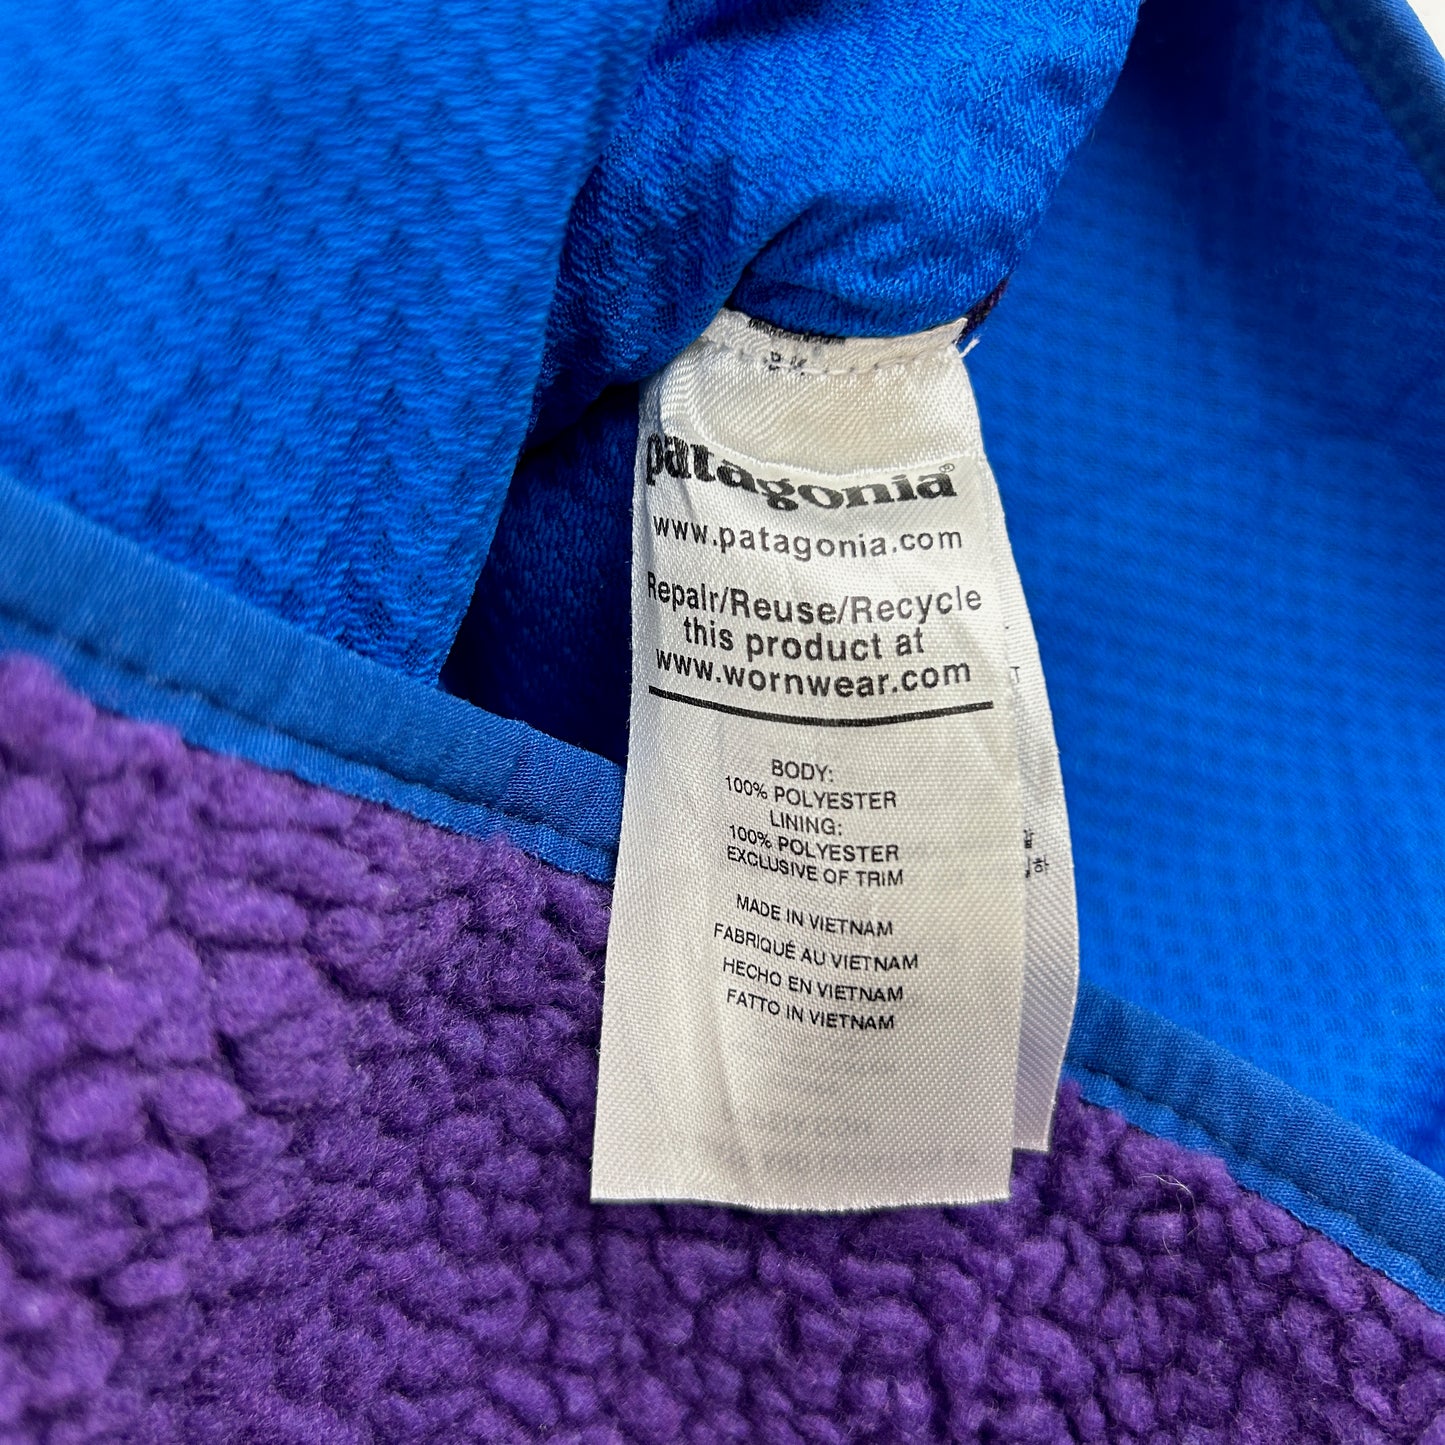 patagonia®
www.patagonia.com
Repair/Reuse/Recycle
this product at
www.wornwear.com
BODY:
100% POLYESTER
LINING:
100% POLYESTER
EXCLUSIVE OF TRIM
MADE IN VIETNAM
FABRIQUÉ AU VIETNAM
HECHO EN VIETNAM
FATTO IN VIETNAM